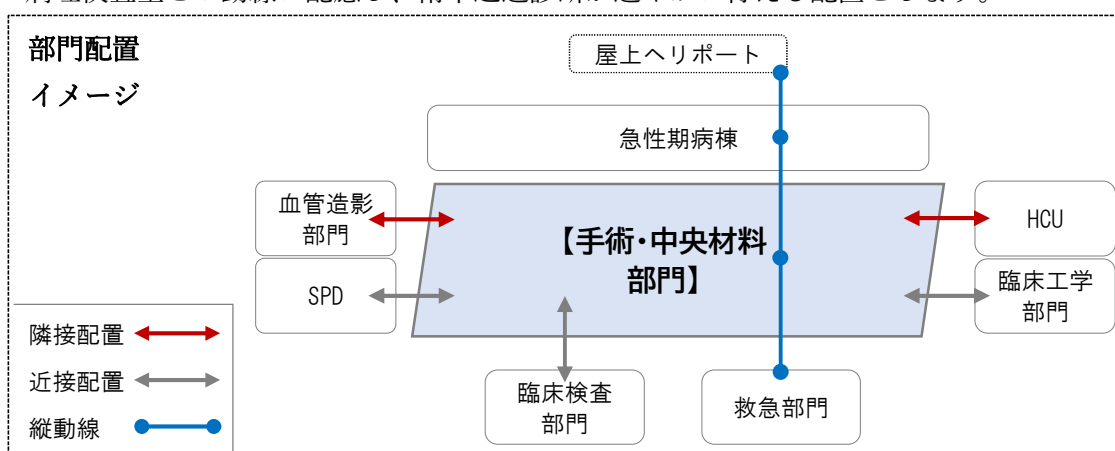 部門配置
イメージ
屋上ヘリポート
急性期病棟
血管造影
部門
【手術・中央材料
部門】
HCU
SPD
臨床工学
部門
隣接配置
近接配置
縦動線
臨床検査
部門
救急部門